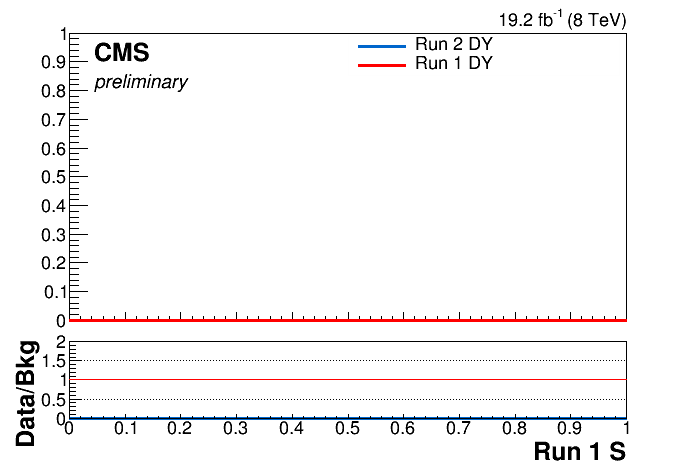 19.2 fb-1 (8 TeV)
CMS
preliminary
Run 2 DY
Run 1 DY
1
0.9
0.8
0.7
0.6
0.5
0.4
0.3
0.2
0.1
0
Data/Bkg
2
1.5
1
0.5
0
0 0.1 0.2 0.3 0.4 0.5 0.6 0.7 0.8 0.9 1
Run 1 S